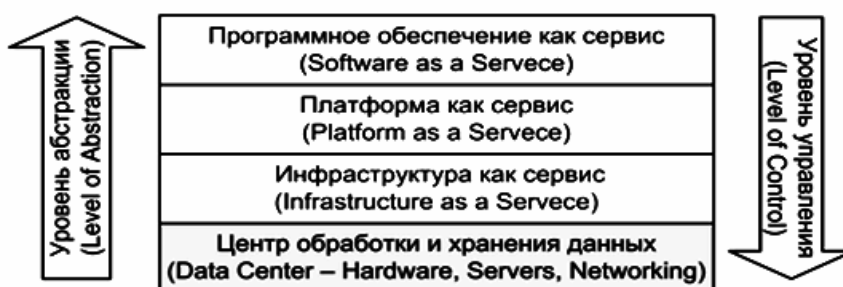 Уровень абстракции
(Level of Abstraction)
Программное обеспечение как сервис
(Software as a Servece)
Платформа как сервис
(Platform as a Servece)
Инфраструктура как сервис
(Infrastructure as a Servece)
Центр обработки и хранения данных
(Data Center – Hardware, Servers, Networking)
Уровень управления
(Level of Control)